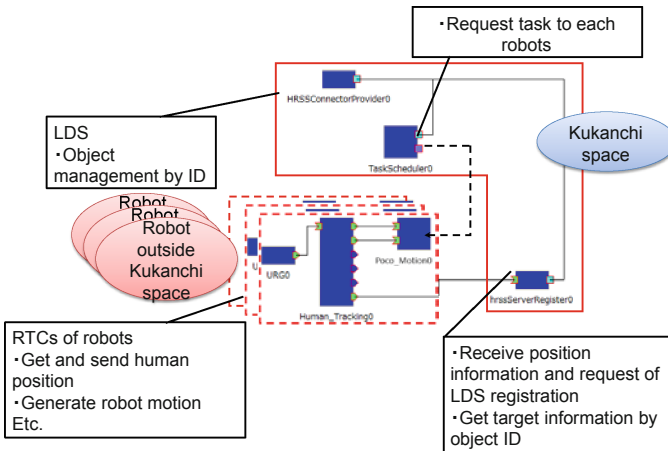 ・Request task to each
robots
HRSSConnectorProvider0
LDS
・Object
management by ID
TaskScheduler0
Kukanchi
space
Robot
Robot
Robot
outside
Kukanchi
space
U
URG0
Poco_Motion0
Human_Tracking0
hrssServerRegister0
RTCs of robots
・Get and send human
position
・Generate robot motion
Etc.
・Receive position
information and request of
LDS registration
・Get target information by
object ID